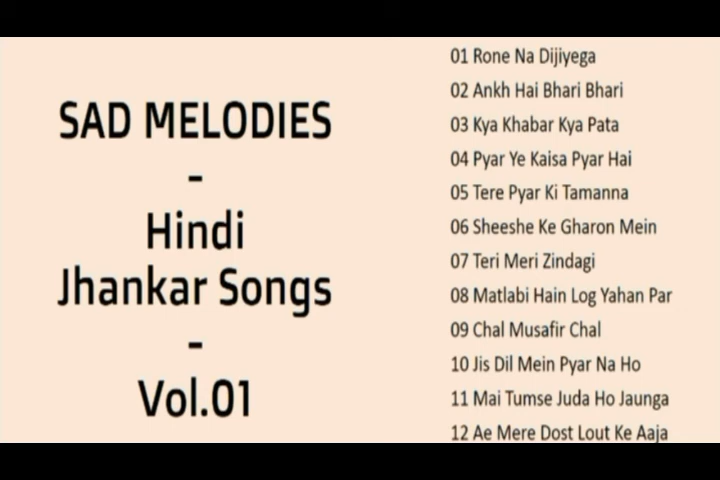 SAD MELODIES
-
Hindi
Jhankar Songs
-
Vol.01
01 Rone Na Dijiyega
02 Ankh Hai Bhari Bhari
03 Kya Khabar Kya Pata
04 Pyar Ye Kaisa Pyar Hai
05 Tere Pyar Ki Tamanna
06 Sheeshe Ke Gharon Mein
07 Teri Meri Zindagi
08 Matlabi Hain Log Yahan Par
09 Chal Musafir Chal
10 Jis Dil Mein Pyar Na Ho
11 Mai Tumse Juda Ho Jaunga
12 Ae Mere Dost Lout Ke Aaja